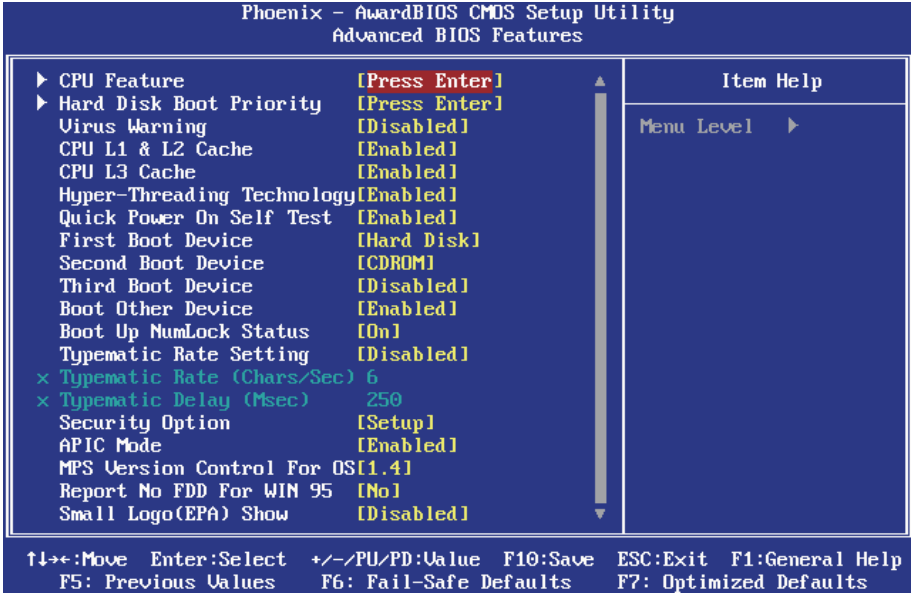 Phoenix - AwardBIOS CMOS Setup Utility
Advanced BIOS Features
CPU Feature [Press Enter]
Hard Disk Boot Priority [Press Enter]
Virus Warning [Disabled]
CPU L1 & L2 Cache [Enabled]
CPU L3 Cache [Enabled]
Hyper-Threading Technology[Enabled]
Quick Power On Self Test [Enabled]
First Boot Device [Hard Disk]
Second Boot Device [CDROM]
Third Boot Device [Disabled]
Boot Other Device [Enabled]
Boot Up NumLock Status [On]
Typematic Rate Setting [Disabled]
x Typematic Rate (Chars/Sec) 6
x Typematic Delay (Msec) 250
Security Option [Setup]
APIC Mode [Enabled]
MPS Version Control For OS[1.4]
Report No FDD For WIN 95 [No]
Small Logo(EPA) Show [Disabled]
Item Help
Menu Level
↑↓→←:Move Enter:Select +/-/PU/PD:Value F10:Save ESC:Exit F1:General Help
F5: Previous Values F6: Fail-Safe Defaults F7: Optimized Defaults